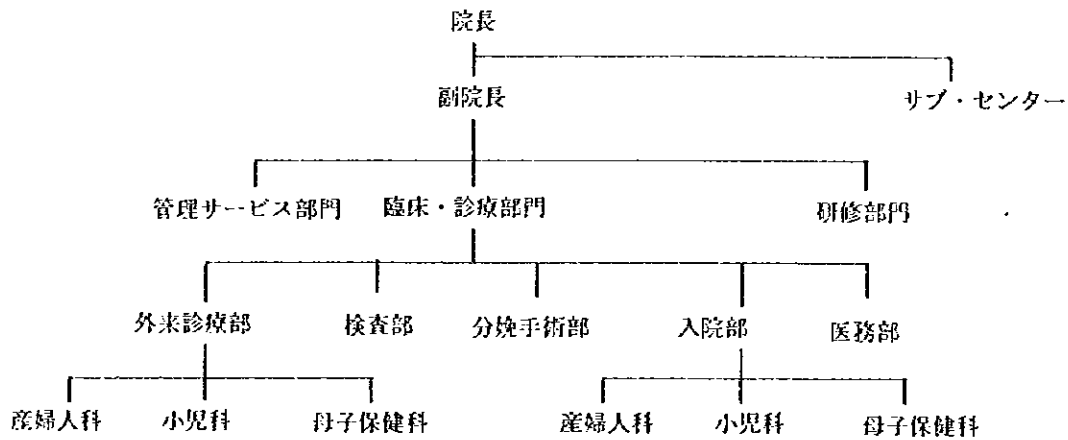 院長
副院長 サブ・センター
管理サービス部門 臨床・診療部門 研修部門
外来診療部 検査部 分娩手術部 入院部 医務部
産婦人科 小児科 母子保健科 産婦人科 小児科 母子保健科